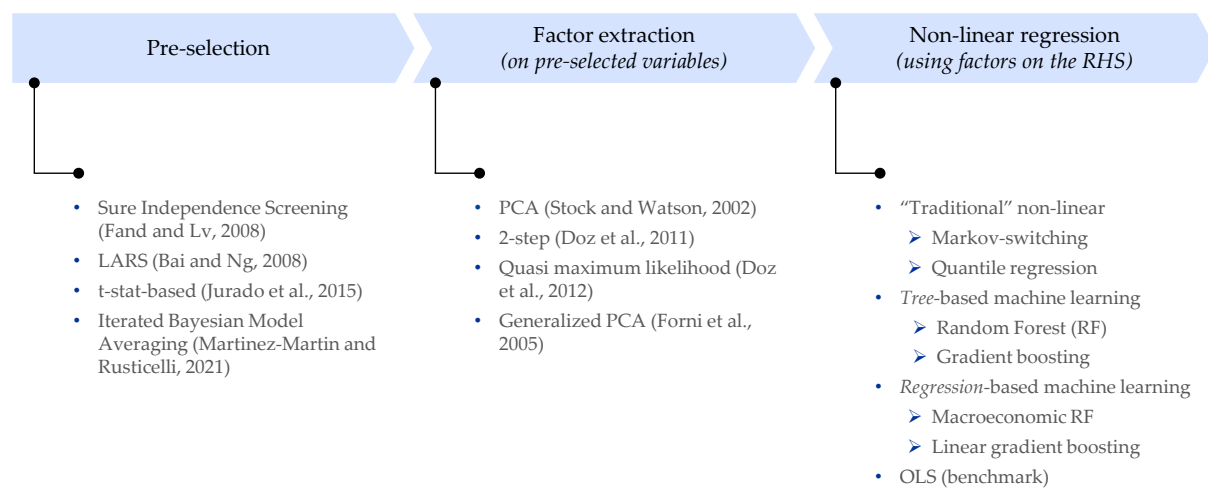 Pre-selection
• Sure Independence Screening
(Fand and Lv, 2008)
• LARS (Bai and Ng, 2008)
• t-stat-based (Jurado et al., 2015)
• Iterated Bayesian Model
Averaging (Martinez-Martin and
Rusticelli, 2021)
Factor extraction
(on pre-selected variables)
• PCA (Stock and Watson, 2002)
• 2-step (Doz et al., 2011)
• Quasi maximum likelihood (Doz
et al., 2012)
• Generalized PCA (Forni et al.,
2005)
Non-linear regression
(using factors on the RHS)
• “Traditional” non-linear
➢ Markov-switching
➢ Quantile regression
• Tree-based machine learning
➢ Random Forest (RF)
➢ Gradient boosting
• Regression-based machine learning
➢ Macroeconomic RF
➢ Linear gradient boosting
• OLS (benchmark)